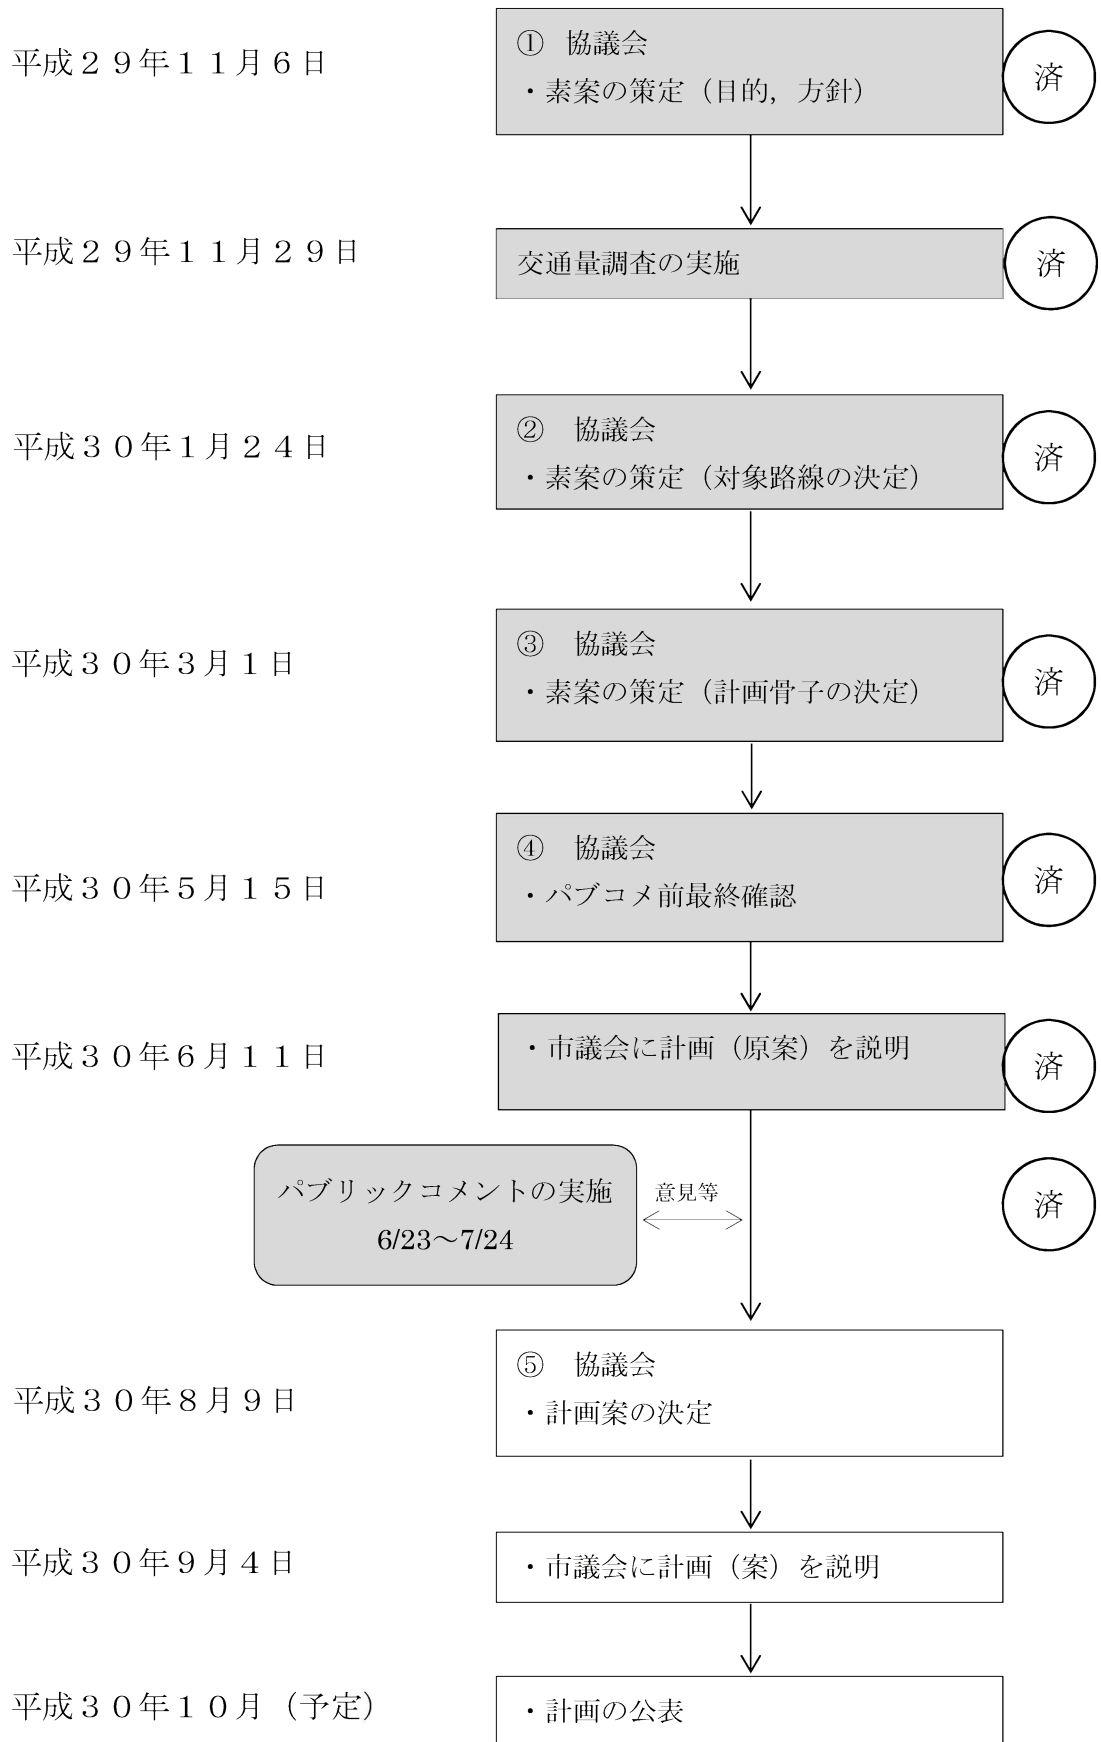 平成２９年１１月６日
① 協議会
・素案の策定（目的，方針）
済
平成２９年１１月２９日
交通量調査の実施
済
平成３０年１月２４日
② 協議会
・素案の策定（対象路線の決定）
済
平成３０年３月１日
③ 協議会
・素案の策定（計画骨子の決定）
済
平成３０年５月１５日
④ 協議会
・パブコメ前最終確認
済
平成３０年６月１１日
・市議会に計画（原案）を説明
済
パブリックコメントの実施
6/23～7/24
意見等
済
平成３０年８月９日
⑤ 協議会
・計画案の決定
平成３０年９月４日
・市議会に計画（案）を説明
平成３０年１０月（予定）
・計画の公表